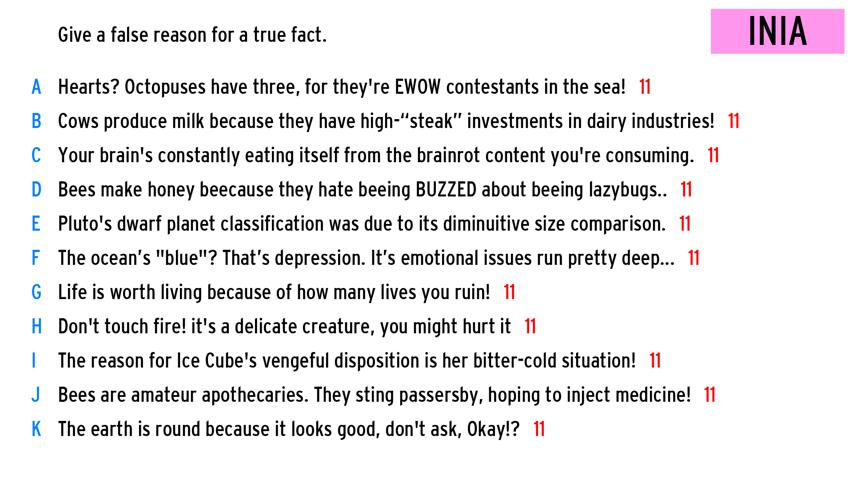 Give a false reason for a true fact.
INIA
A Hearts? Octopuses have three, for they're EWOW contestants in the sea! 11
B Cows produce milk because they have high-“steak” investments in dairy industries! 11
C Your brain's constantly eating itself from the brainrot content you're consuming. 11
D Bees make honey beecause they hate beeing BUZZED about beeing lazybugs.. 11
E Pluto's dwarf planet classification was due to its diminuitive size comparison. 11
F The ocean’s "blue"? That’s depression. It’s emotional issues run pretty deep... 11
G Life is worth living because of how many lives you ruin! 11
H Don't touch fire! it's a delicate creature, you might hurt it 11
I The reason for Ice Cube's vengeful disposition is her bitter-cold situation! 11
J Bees are amateur apothecaries. They sting passersby, hoping to inject medicine! 11
K The earth is round because it looks good, don't ask, Okay!? 11